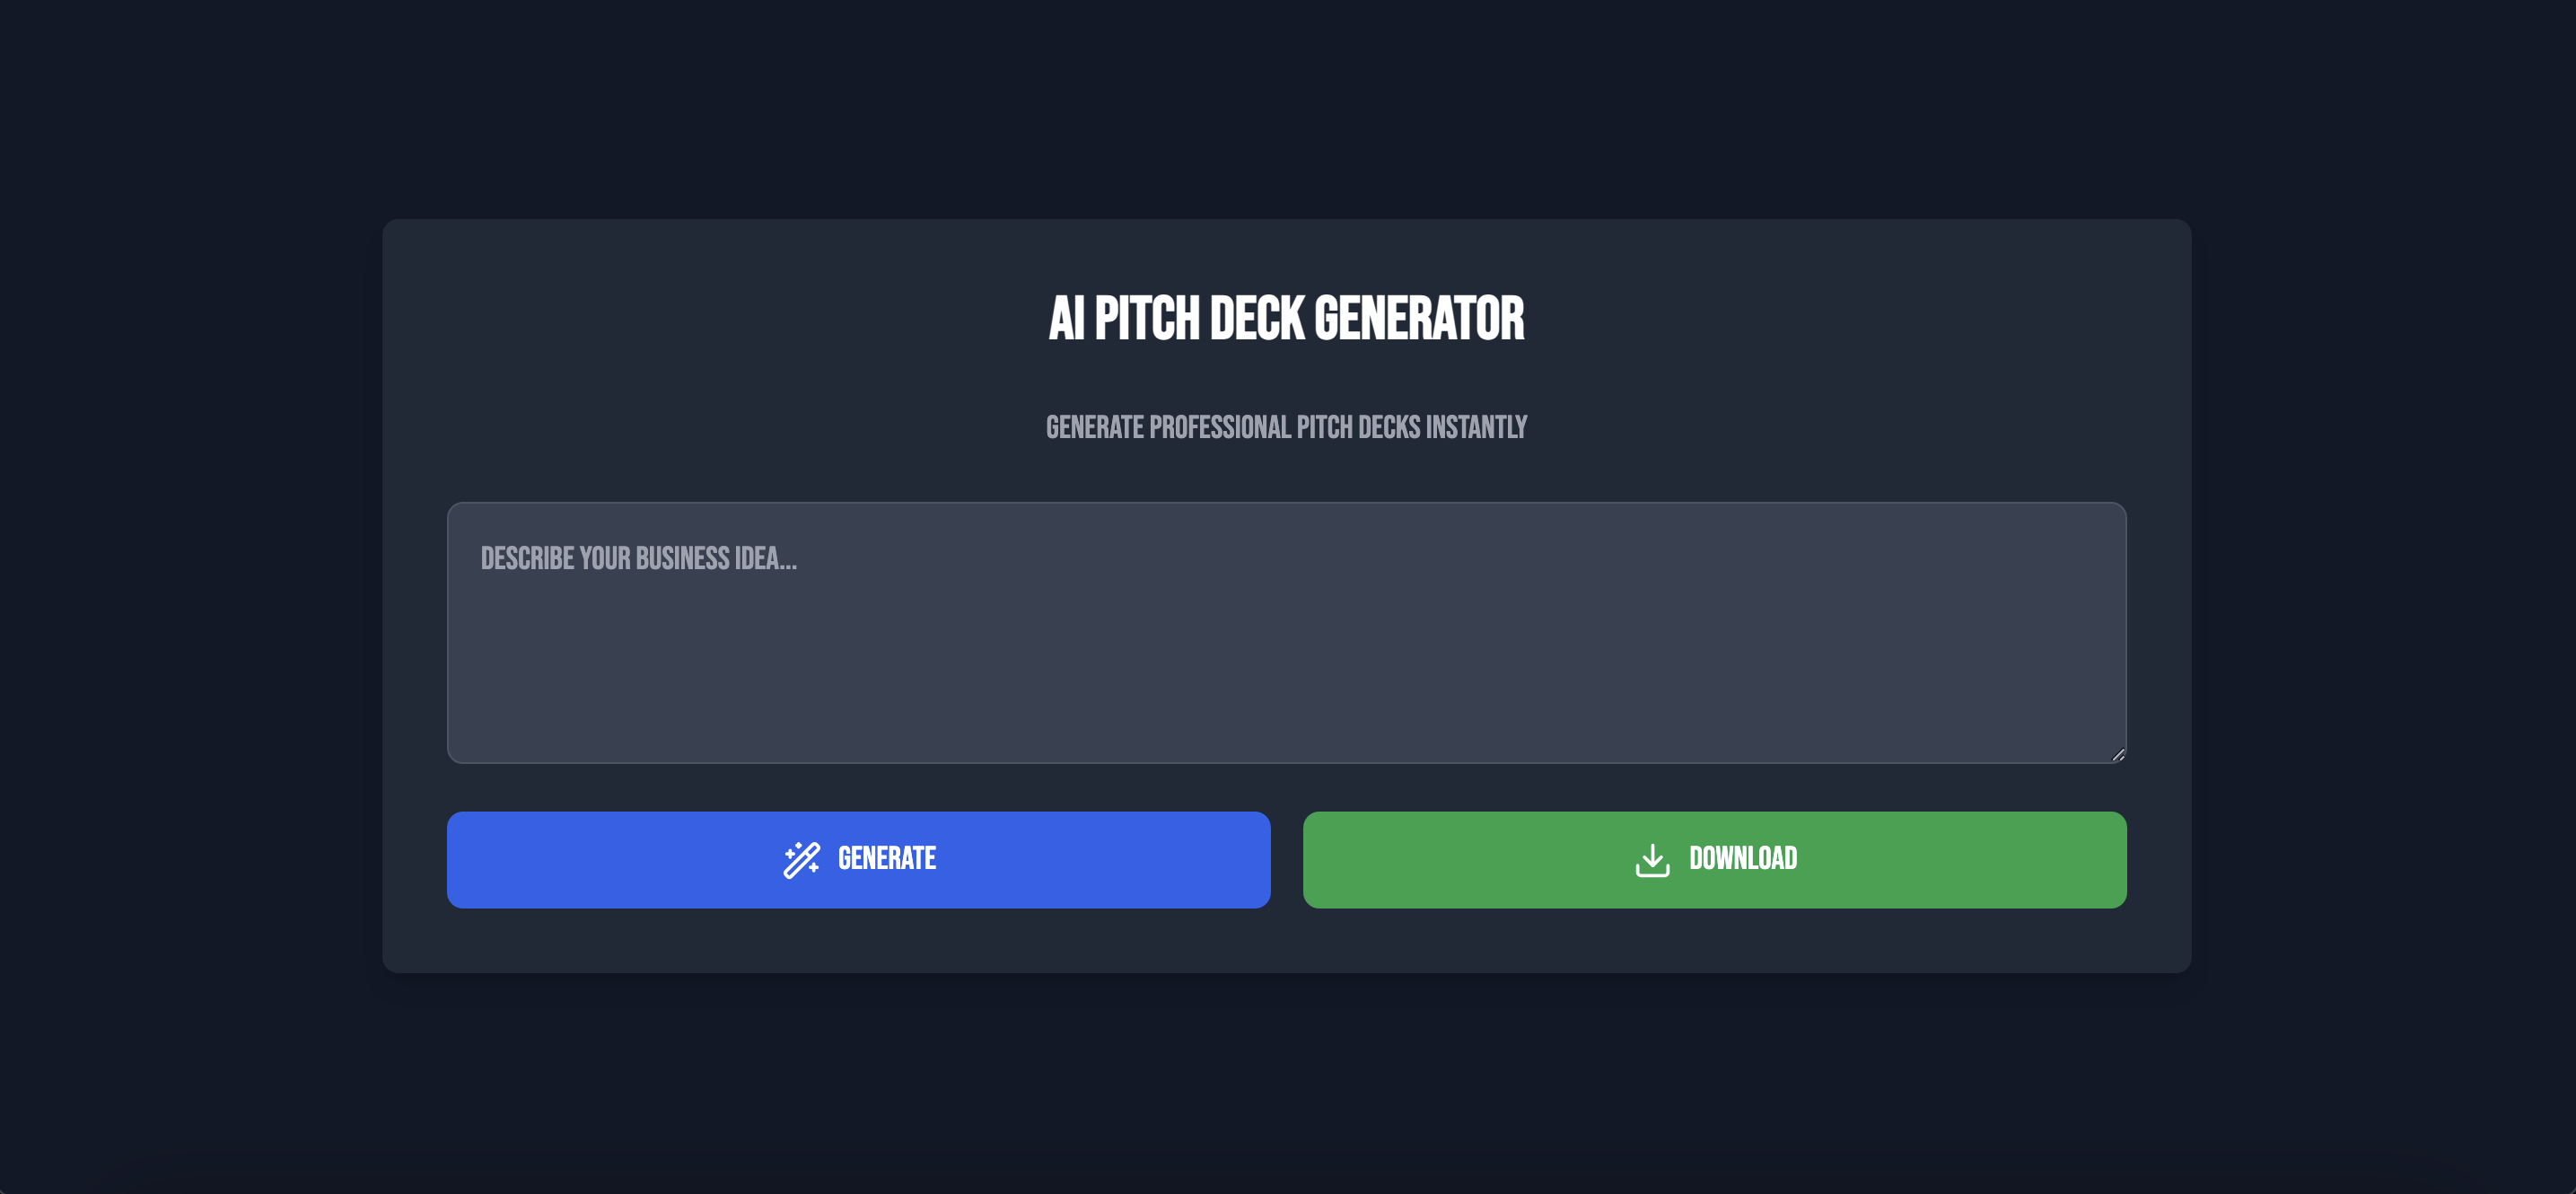 AI PITCH DECK GENERATOR
GENERATE PROFESSIONAL PITCH DECKS INSTANTLY
DESCRIBE YOUR BUSINESS IDEA...
GENERATE
DOWNLOAD